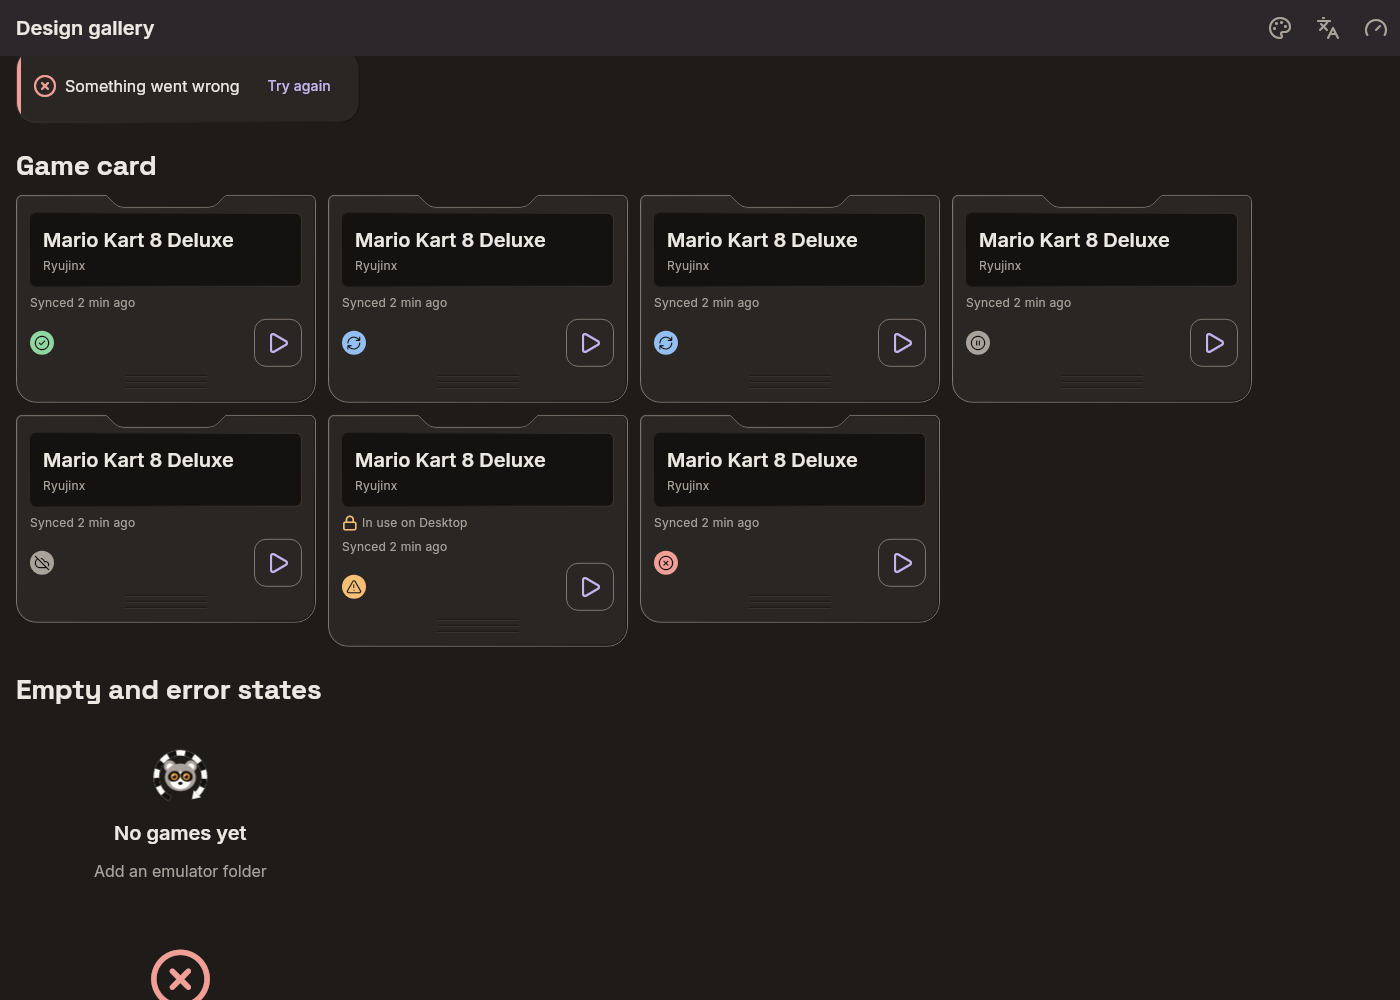 Design gallery
Something went wrong
Try again
Game card
Mario Kart 8 Deluxe
Ryujinx
Synced 2 min ago
Mario Kart 8 Deluxe
Ryujinx
Synced 2 min ago
Mario Kart 8 Deluxe
Ryujinx
Synced 2 min ago
Mario Kart 8 Deluxe
Ryujinx
Synced 2 min ago
Mario Kart 8 Deluxe
Ryujinx
Synced 2 min ago
Mario Kart 8 Deluxe
Ryujinx
In use on Desktop
Synced 2 min ago
Mario Kart 8 Deluxe
Ryujinx
Synced 2 min ago
Empty and error states
No games yet
Add an emulator folder